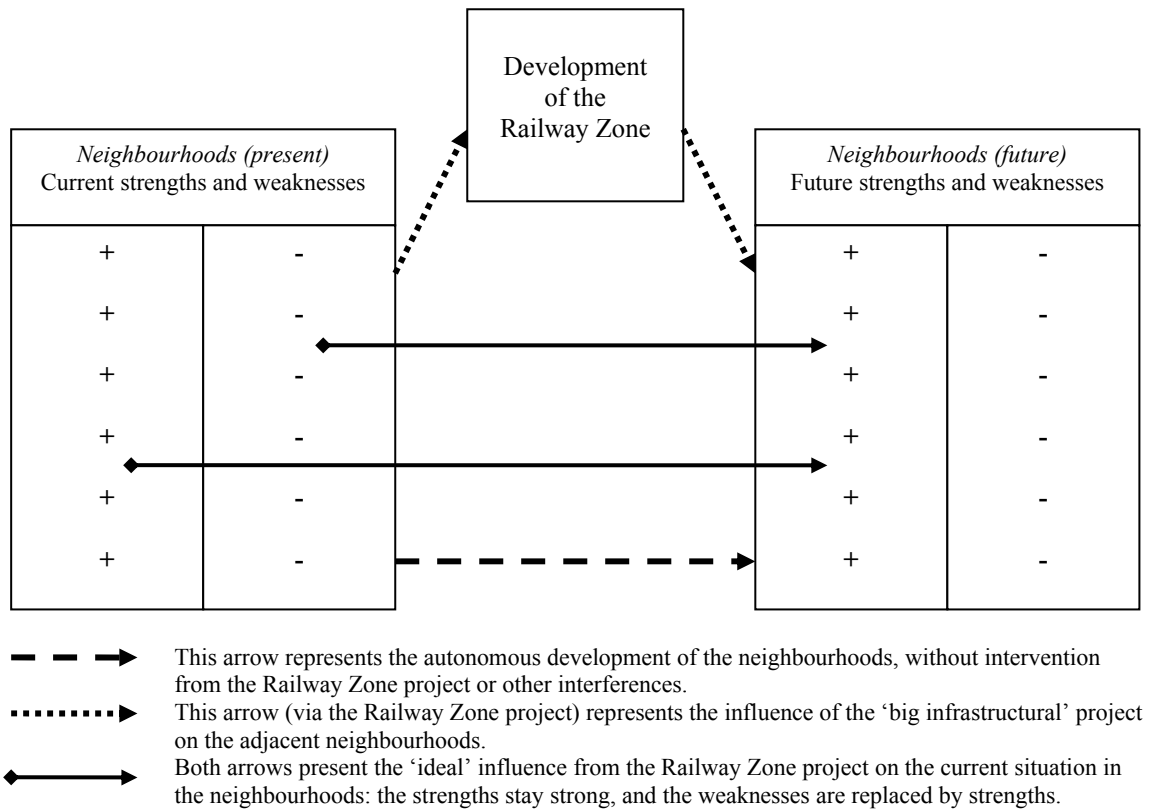 Development
of the
Railway Zone
Neighbourhoods (present)
Current strengths and weaknesses
Neighbourhoods (future)
Future strengths and weaknesses
+ - + -
+ - + -
+ - + -
+ - + -
+ - + -
+ - + -
This arrow represents the autonomous development of the neighbourhoods, without intervention
from the Railway Zone project or other interferences.
This arrow (via the Railway Zone project) represents the influence of the ‘big infrastructural’ project
on the adjacent neighbourhoods.
Both arrows present the ‘ideal’ influence from the Railway Zone project on the current situation in
the neighbourhoods: the strengths stay strong, and the weaknesses are replaced by strengths.